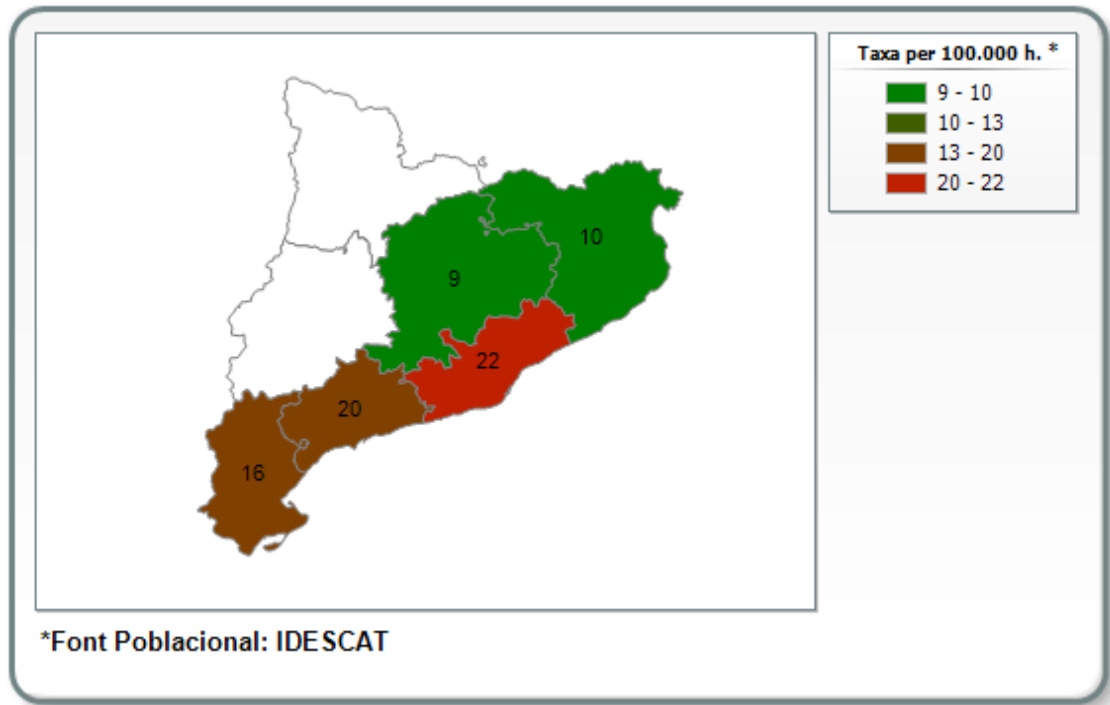 Taxa per 100.000 h. *
9 - 10
10 - 13
13 - 20
20 - 22
10
9
22
20
16
*Font Poblacional: IDESCAT